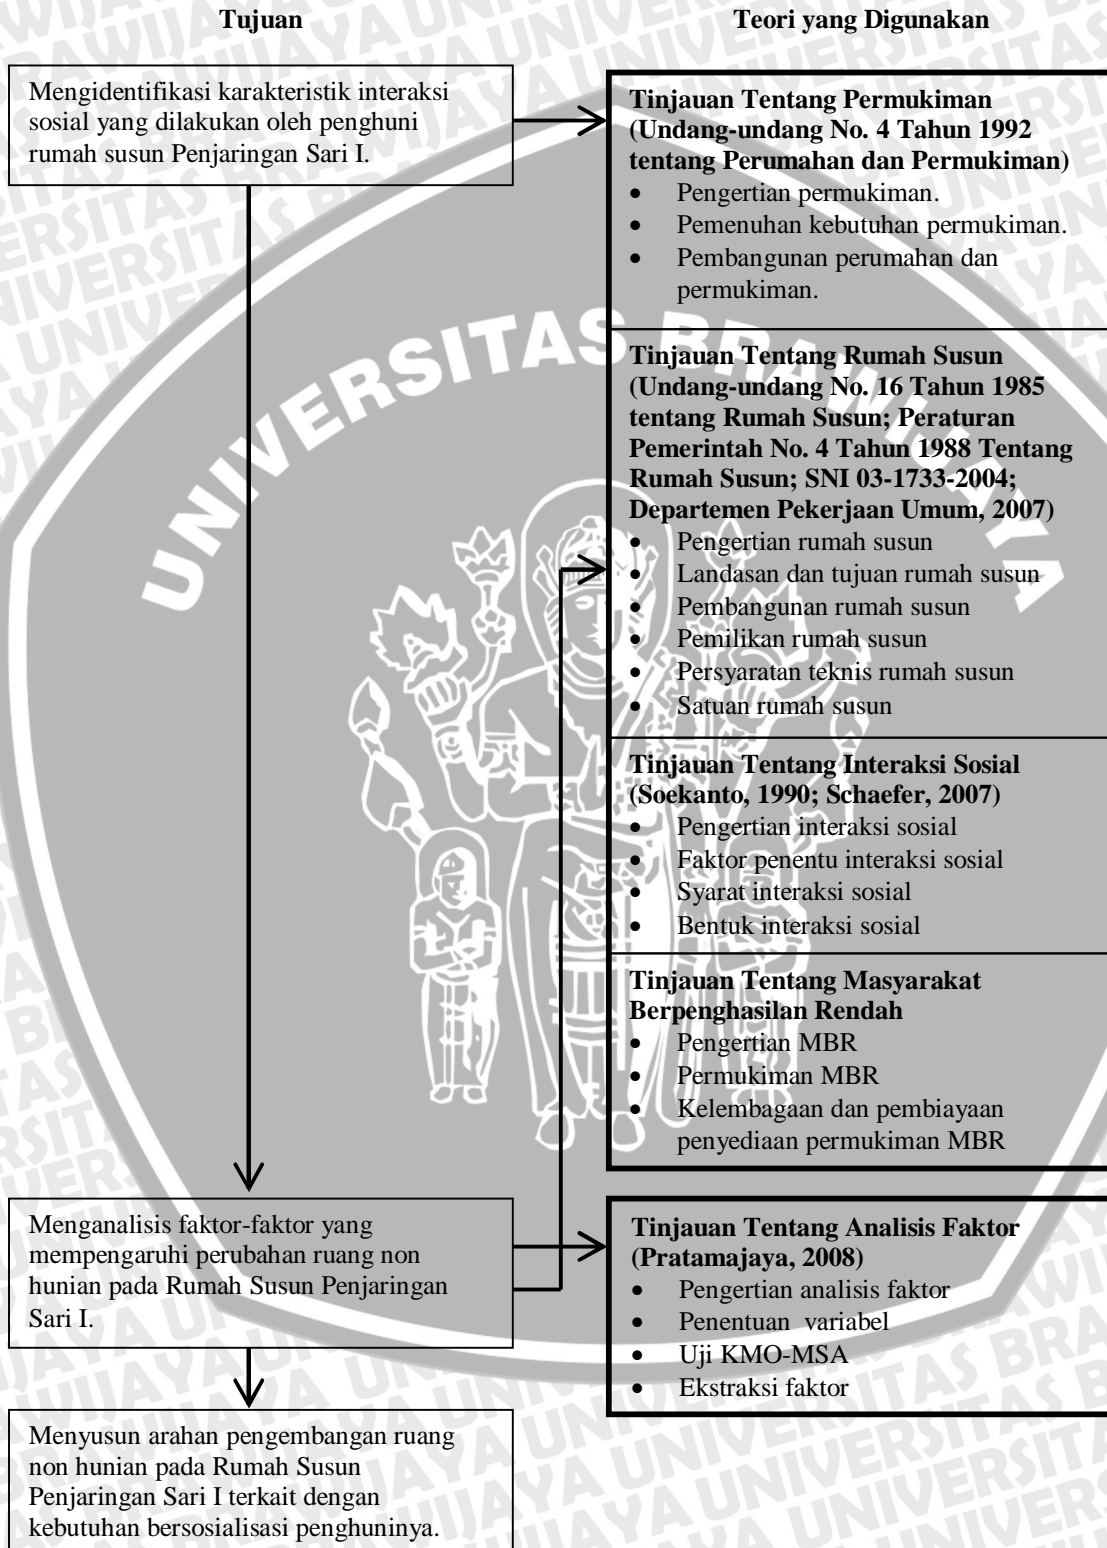 Tujuan
Teori yang Digunakan
Mengidentifikasi karakteristik interaksi
sosial yang dilakukan oleh penghuni
rumah susun Penjaringan Sari I.
Tinjauan Tentang Permukiman
(Undang-undang No. 4 Tahun 1992
tentang Perumahan dan Permukiman)
• Pengertian permukiman.
• Pemenuhan kebutuhan permukiman.
• Pembangunan perumahan dan
permukiman.
Tinjauan Tentang Rumah Susun
(Undang-undang No. 16 Tahun 1985
tentang Rumah Susun; Peraturan
Pemerintah No. 4 Tahun 1988 Tentang
Rumah Susun; SNI 03-1733-2004;
Departemen Pekerjaan Umum, 2007)
• Pengertian rumah susun
• Landasan dan tujuan rumah susun
• Pembangunan rumah susun
• Pemilikan rumah susun
• Persyaratan teknis rumah susun
• Satuan rumah susun
Tinjauan Tentang Interaksi Sosial
(Soekanto, 1990; Schaefer, 2007)
• Pengertian interaksi sosial
• Faktor penentu interaksi sosial
• Syarat interaksi sosial
• Bentuk interaksi sosial
Tinjauan Tentang Masyarakat
Berpenghasilan Rendah
• Pengertian MBR
• Permukiman MBR
• Kelembagaan dan pembiayaan
penyediaan permukiman MBR
Menganalisis faktor-faktor yang
mempengaruhi perubahan ruang non
hunian pada Rumah Susun Penjaringan
Sari I.
Tinjauan Tentang Analisis Faktor
(Pratamajaya, 2008)
• Pengertian analisis faktor
• Penentuan variabel
• Uji KMO-MSA
• Ekstraksi faktor
Menyusun arahan pengembangan ruang
non hunian pada Rumah Susun
Penjaringan Sari I terkait dengan
kebutuhan bersosialisasi penghuninya.
UNIVERSITAS BRAWIJAYA